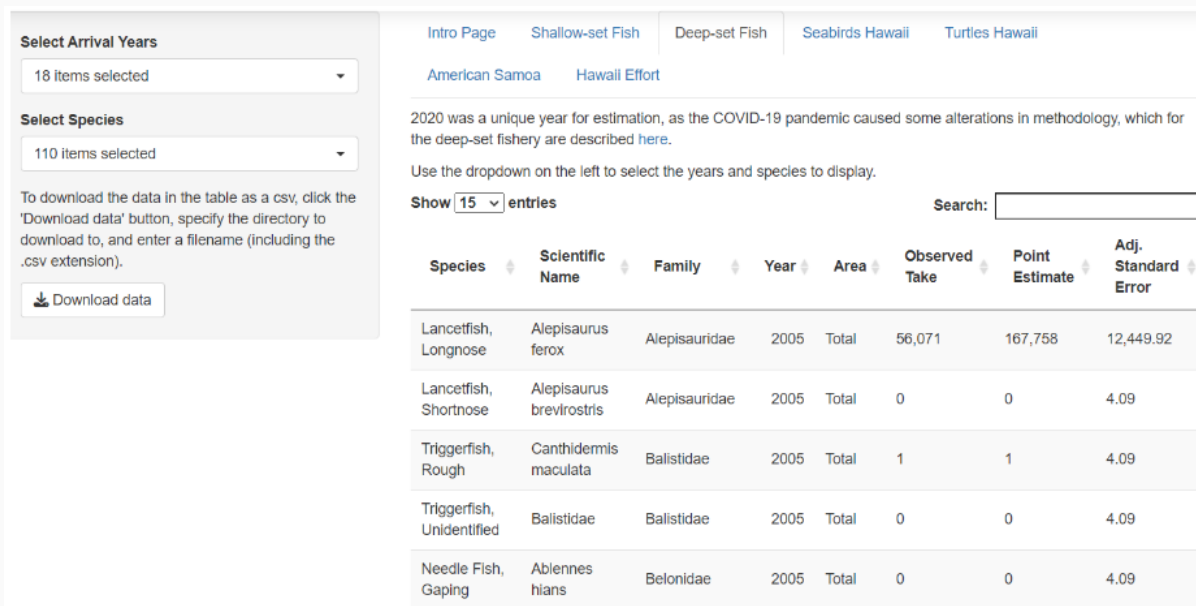 Select Arrival Years
18 items selected
Select Species
110 items selected
To download the data in the table as a csv, click the
'Download data' button, specify the directory to
download to, and enter a filename (including the
.csv extension).
Download data
Intro Page Shallow-set Fish Deep-set Fish Seabirds Hawaii Turtles Hawaii
American Samoa Hawaii Effort
2020 was a unique year for estimation, as the COVID-19 pandemic caused some alterations in methodology, which for
the deep-set fishery are described here.
Use the dropdown on the left to select the years and species to display.
Show 15 entries Search:
Species Scientific Name Family Year Area Observed Take Point Estimate Adj. Standard Error
Lancetfish, Longnose Alepisaurus ferox Alepisauridae 2005 Total 56,071 167,758 12,449.92
Lancetfish, Shortnose Alepisaurus brevirostris Alepisauridae 2005 Total 0 0 4.09
Triggerfish, Rough Canthidermis maculata Balistidae 2005 Total 1 1 4.09
Triggerfish, Unidentified Balistidae Balistidae 2005 Total 0 0 4.09
Needle Fish, Gaping Ablennes hians Belonidae 2005 Total 0 0 4.09